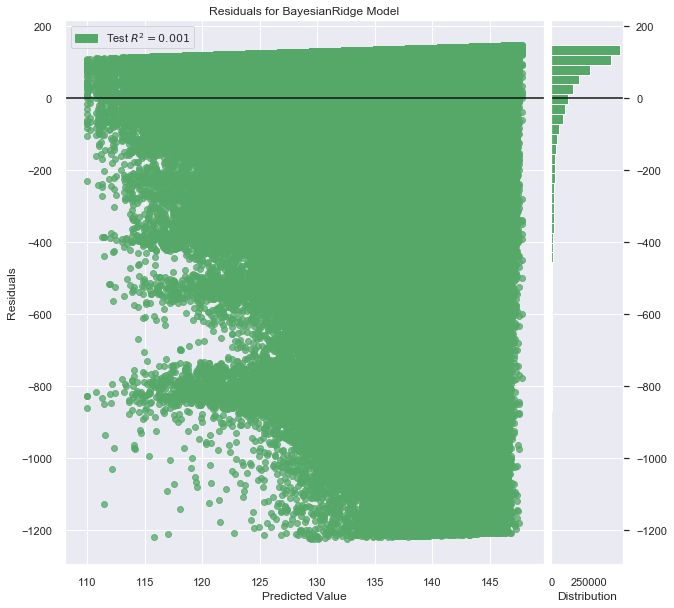 Residuals for BayesianRidge Model
Test R² = 0.001
200
0
−200
−400
−600
−800
−1000
−1200
Residuals
110 115 120 125 130 135 140 145
Predicted Value
200
0
−200
−400
−600
−800
−1000
−1200
0 250000
Distribution